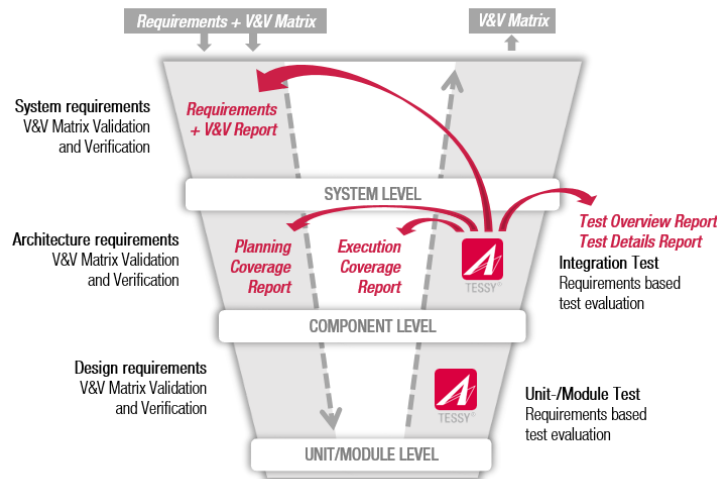 Requirements + V&V Matrix
V&V Matrix
System requirements
V&V Matrix Validation
and Verification
Requirements
+ V&V Report
SYSTEM LEVEL
Test Overview Report
Test Details Report
Architecture requirements
V&V Matrix Validation
and Verification
Planning
Coverage
Report
Execution
Coverage
Report
TESSY®
Integration Test
Requirements based
test evaluation
COMPONENT LEVEL
Design requirements
V&V Matrix Validation
and Verification
TESSY®
Unit-/Module Test
Requirements based
test evaluation
UNIT/MODULE LEVEL